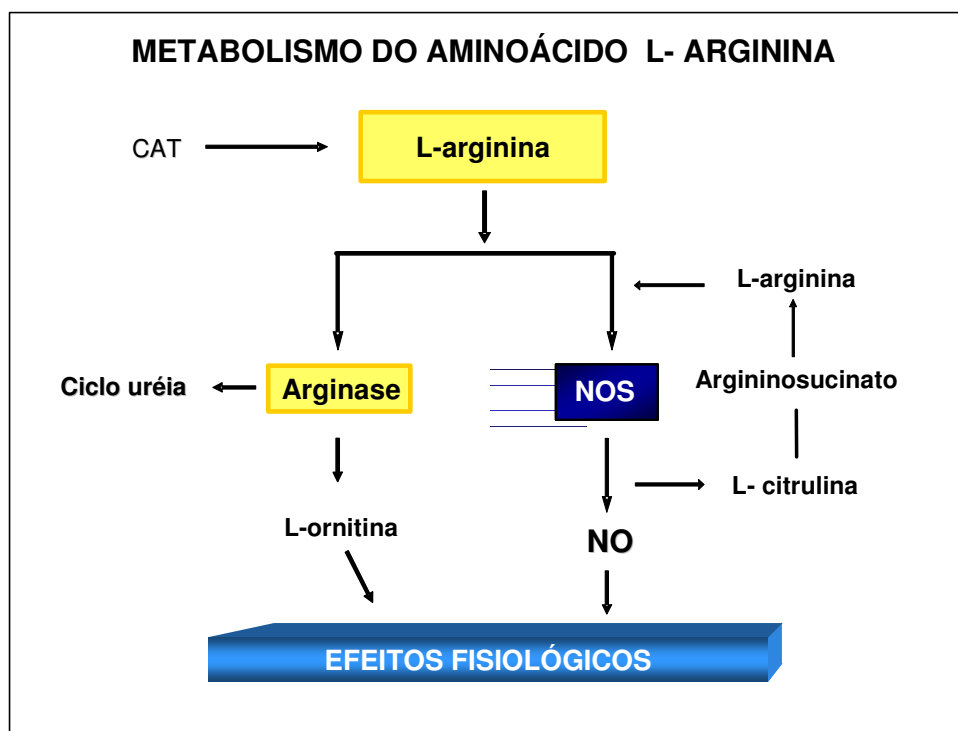 METABOLISMO DO AMINOÁCIDO L- ARGININA
CAT
L-arginina
L-arginina
Ciclo uréia
Arginase
NOS
Argininosucinato
L- citrulina
L-ornitina
NO
EFEITOS FISIOLÓGICOS